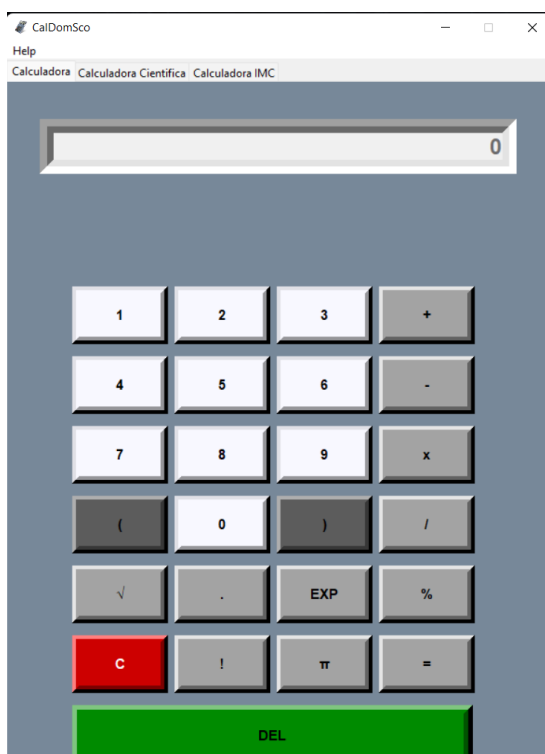 CalDomSco
Help
Calculadora Calculadora Cientifica Calculadora IMC
0
1 2 3 +
4 5 6 -
7 8 9 x
( 0 ) /
√ . EXP %
C ! π =
DEL